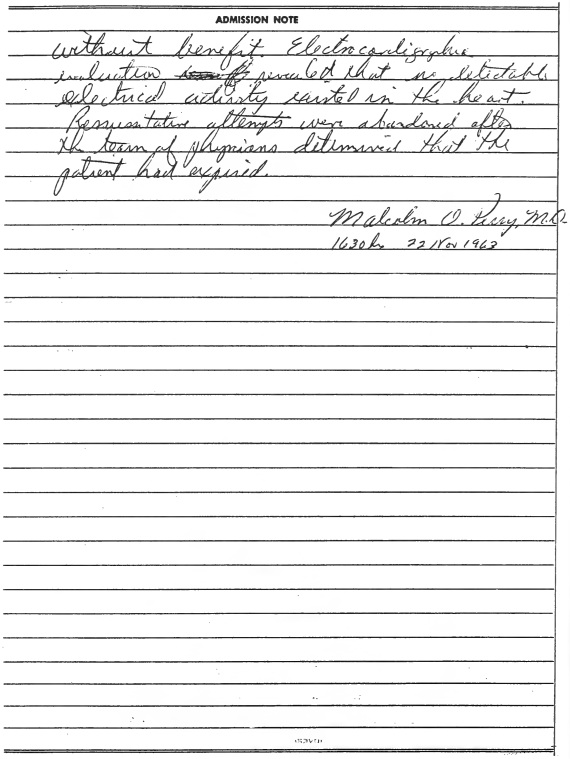 ADMISSION NOTE
without benefit. Electrocardiographic
evaluation revealed that no detectable
electrical activity existed in the heart.
Resuscitative attempts were abandoned after
the team of physicians determined that the
patient had expired.
Malcolm O. Perry, M.D.
1630 hr 22 Nov 1963